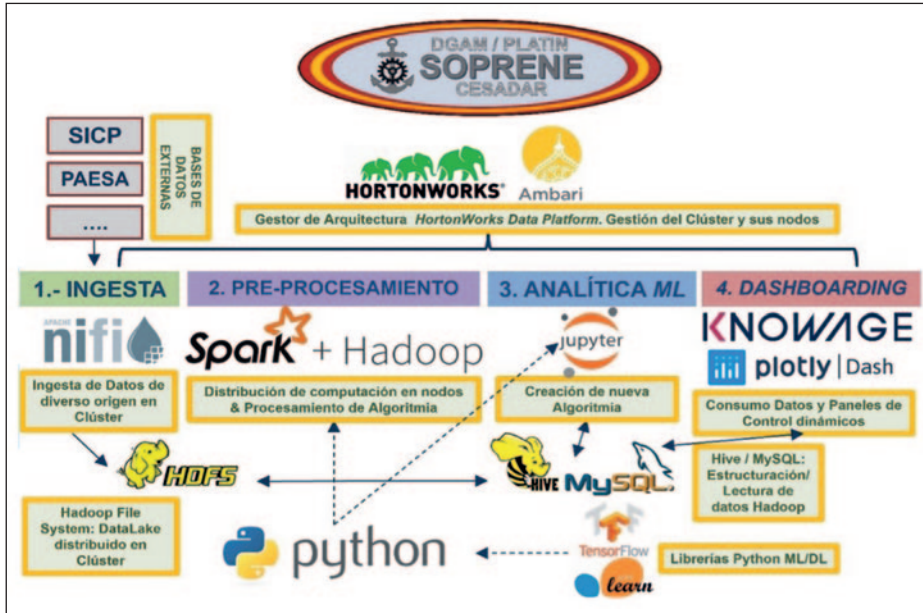 DGAM / PLATIN
SOPRENE
CESADAR
SICP
PAESA
....
BASES DE
DATOS
EXTERNAS
HORTONWORKS®
Ambari
Gestor de Arquitectura HortonWorks Data Platform. Gestión del Clúster y sus nodos
1.- INGESTA
2. PRE-PROCESAMIENTO
3. ANALÍTICA ML
4. DASHBOARDING
APACHE
nifi
Spark + Hadoop
jupyter
KNOWAGE
plotly | Dash
Ingesta de Datos de
diverso origen en
Clúster
Distribución de computación en nodos
& Procesamiento de Algoritmia
Creación de nueva
Algoritmia
Consumo Datos y Paneles de
Control dinámicos
HDFS
HIVE
MySQL
Hive / MySQL:
Estructuración/
Lectura de
datos Hadoop
Hadoop File
System: DataLake
distribuido en
Clúster
python
TensorFlow
learn
Librerías Python ML/DL